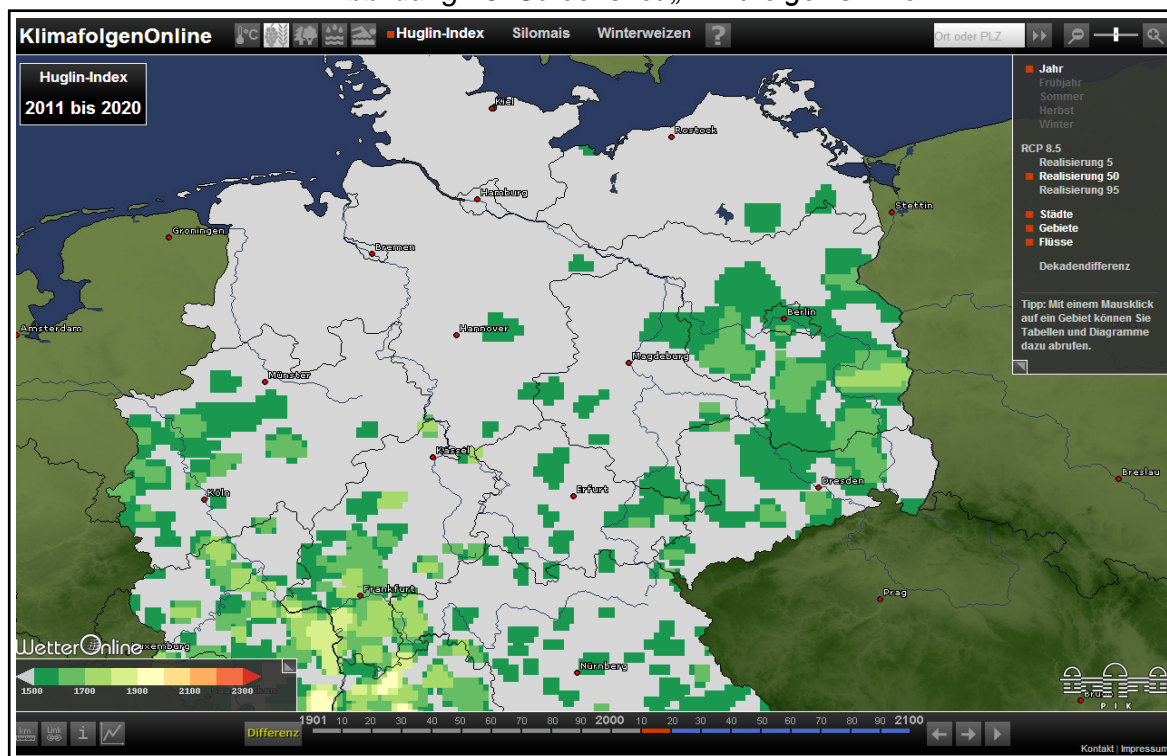 KlimafolgenOnline
°C
Huglin-Index
Silomais
Winterweizen
?
Ort oder PLZ
Huglin-Index
2011 bis 2020
Jahr
Frühjahr
Sommer
Herbst
Winter
RCP 8.5
Realisierung 5
Realisierung 50
Realisierung 95
Städte
Gebiete
Flüsse
Dekadendifferenz
Tipp: Mit einem Mausklick
auf ein Gebiet können Sie
Tabellen und Diagramme
dazu abrufen.
Kiel
Rostock
Hamburg
Stettin
Groningen
Bremen
Amsterdam
Hannover
Berlin
Magdeburg
Münster
Kassel
Breslau
Köln
Erfurt
Dresden
Frankfurt
Prag
WetterOnline
Nürnberg
PIK
1500 1700 1900 2100 2300
km
Link
i
Differenz
1901 10 20 30 40 50 60 70 80 90 2000 10 20 30 40 50 60 70 80 90 2100
Kontakt | Impressum